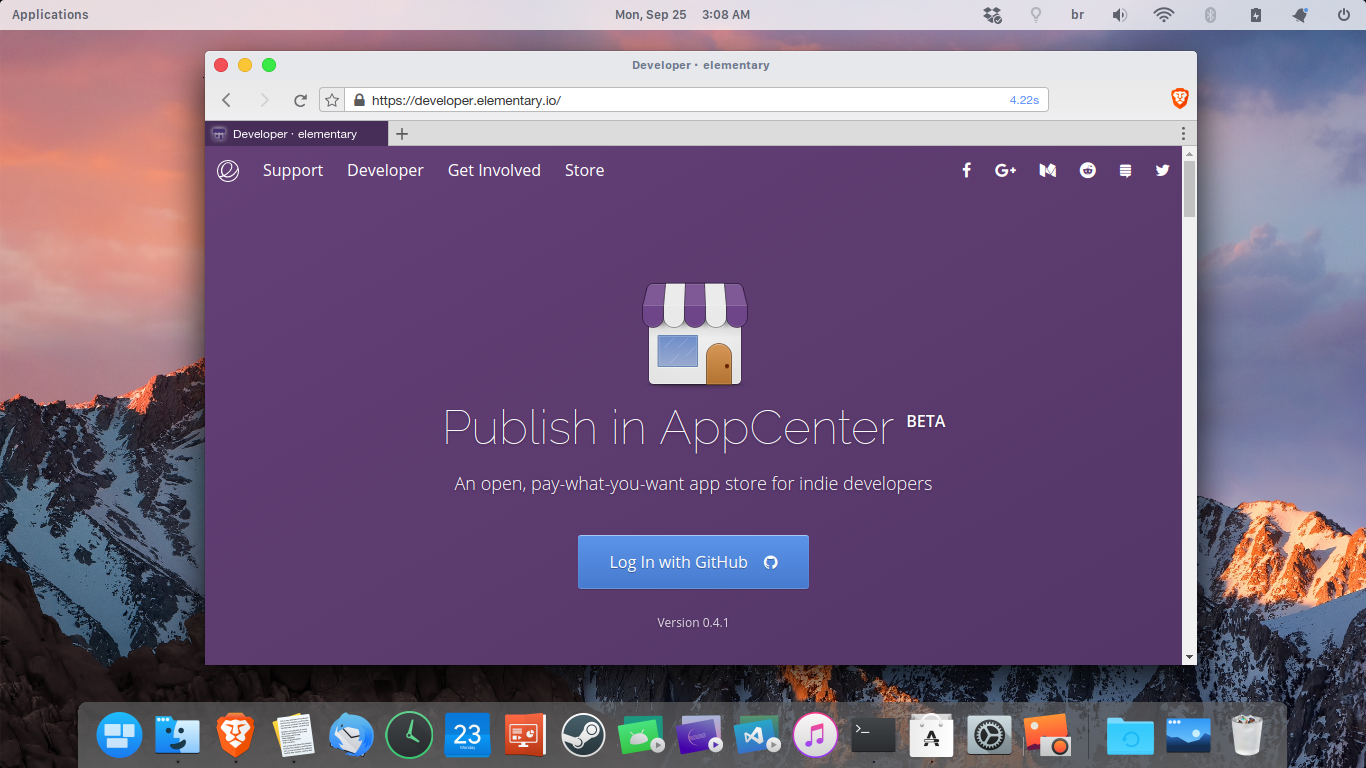 Applications
Mon, Sep 25 3:08 AM
br
Developer · elementary
https://developer.elementary.io/
4.22s
Developer · elementary
Support Developer Get Involved Store
Publish in AppCenter BETA
An open, pay-what-you-want app store for indie developers
Log In with GitHub
Version 0.4.1
23
Monday